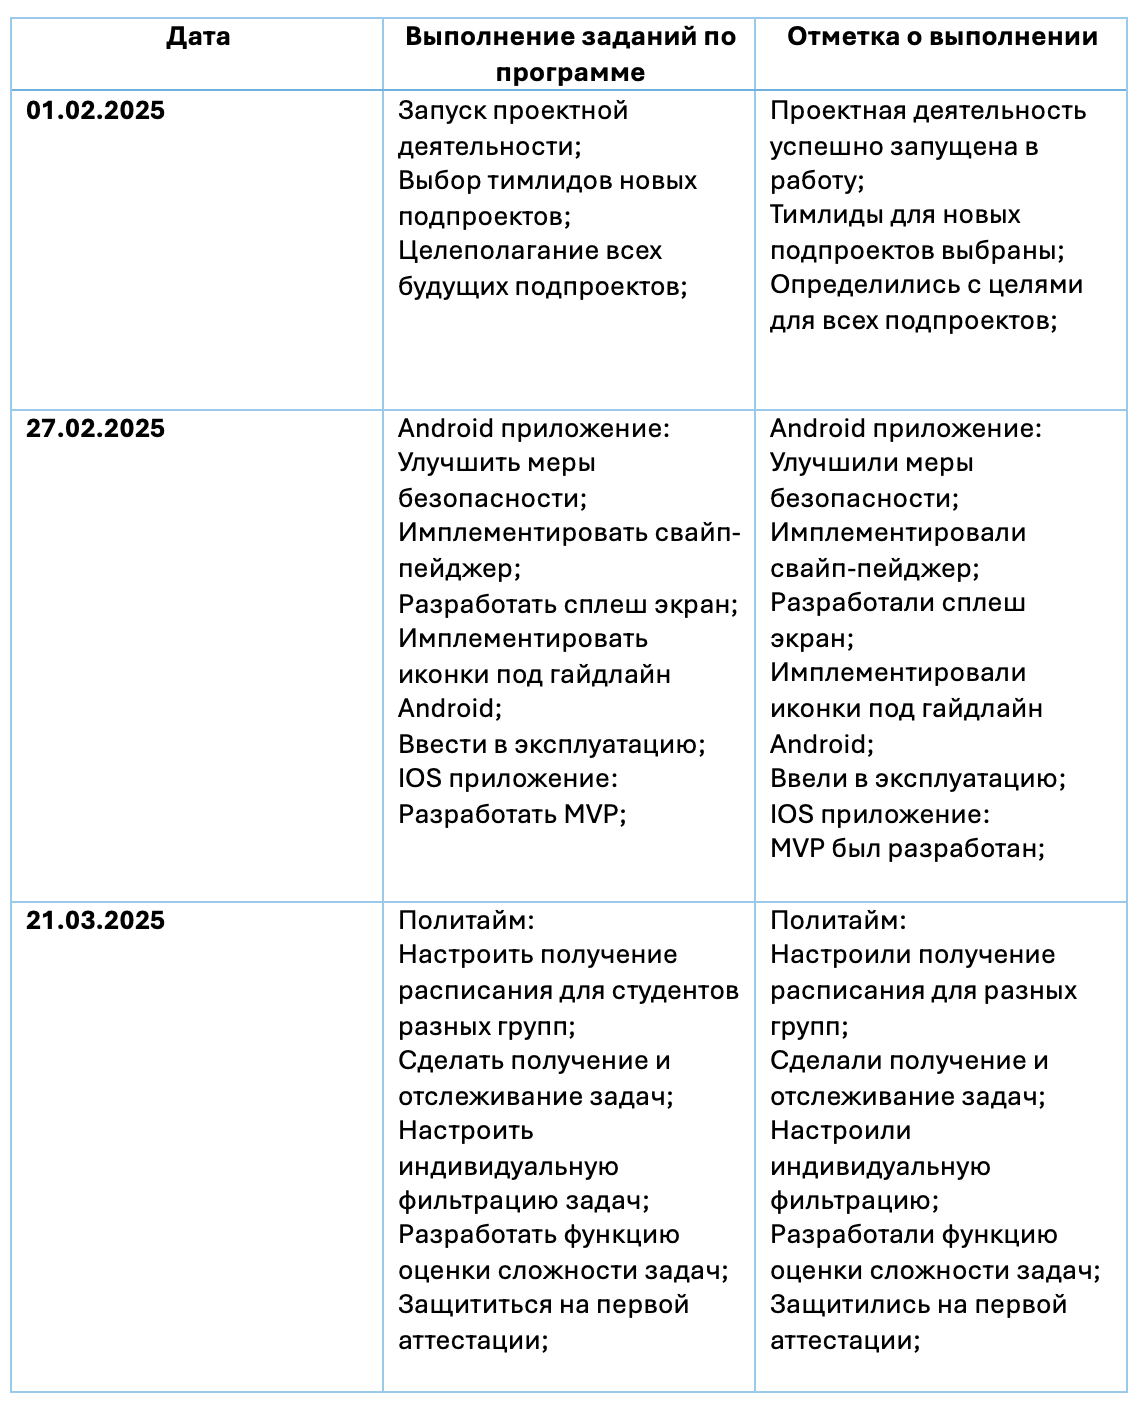 Дата
Выполнение заданий по
программе
Отметка о выполнении
01.02.2025
Запуск проектной
деятельности;
Выбор тимлидов новых
подпроектов;
Целеполагание всех
будущих подпроектов;
Проектная деятельность
успешно запущена в
работу;
Тимлиды для новых
подпроектов выбраны;
Определились с целями
для всех подпроектов;
27.02.2025
Android приложение:
Улучшить меры
безопасности;
Имплементировать свайп-
пейджер;
Разработать сплеш экран;
Имплементировать
иконки под гайдлайн
Android;
Ввести в эксплуатацию;
IOS приложение:
Разработать MVP;
Android приложение:
Улучшили меры
безопасности;
Имплементировали
свайп-пейджер;
Разработали сплеш
экран;
Имплементировали
иконки под гайдлайн
Android;
Ввели в эксплуатацию;
IOS приложение:
MVP был разработан;
21.03.2025
Политайм:
Настроить получение
расписания для студентов
разных групп;
Сделать получение и
отслеживание задач;
Настроить
индивидуальную
фильтрацию задач;
Разработать функцию
оценки сложности задач;
Защититься на первой
аттестации;
Политайм:
Настроили получение
расписания для разных
групп;
Сделали получение и
отслеживание задач;
Настроили
индивидуальную
фильтрацию;
Разработали функцию
оценки сложности задач;
Защитились на первой
аттестации;